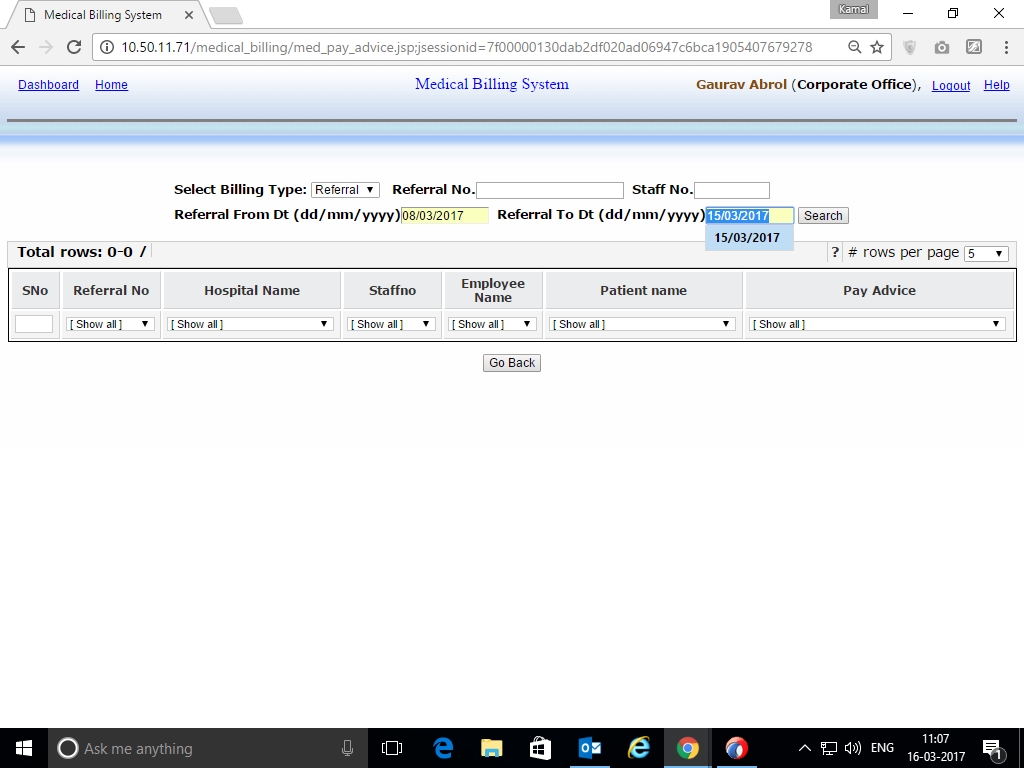 Medical Billing System
Kamal
10.50.11.71/medical_billing/med_pay_advice.jsp;jsessionid=7f00000130dab2df020ad06947c6bca1905407679278
Dashboard Home Medical Billing System Gaurav Abrol (Corporate Office), Logout Help
Select Billing Type: Referral Referral No. Staff No.
Referral From Dt (dd/mm/yyyy) 08/03/2017 Referral To Dt (dd/mm/yyyy) 15/03/2017 Search
15/03/2017
Total rows: 0-0 / ? # rows per page 5
SNo Referral No Hospital Name Staffno Employee Name Patient name Pay Advice
[ Show all ] [ Show all ] [ Show all ] [ Show all ] [ Show all ] [ Show all ]
Go Back
Ask me anything
ENG
11:07
16-03-2017
1